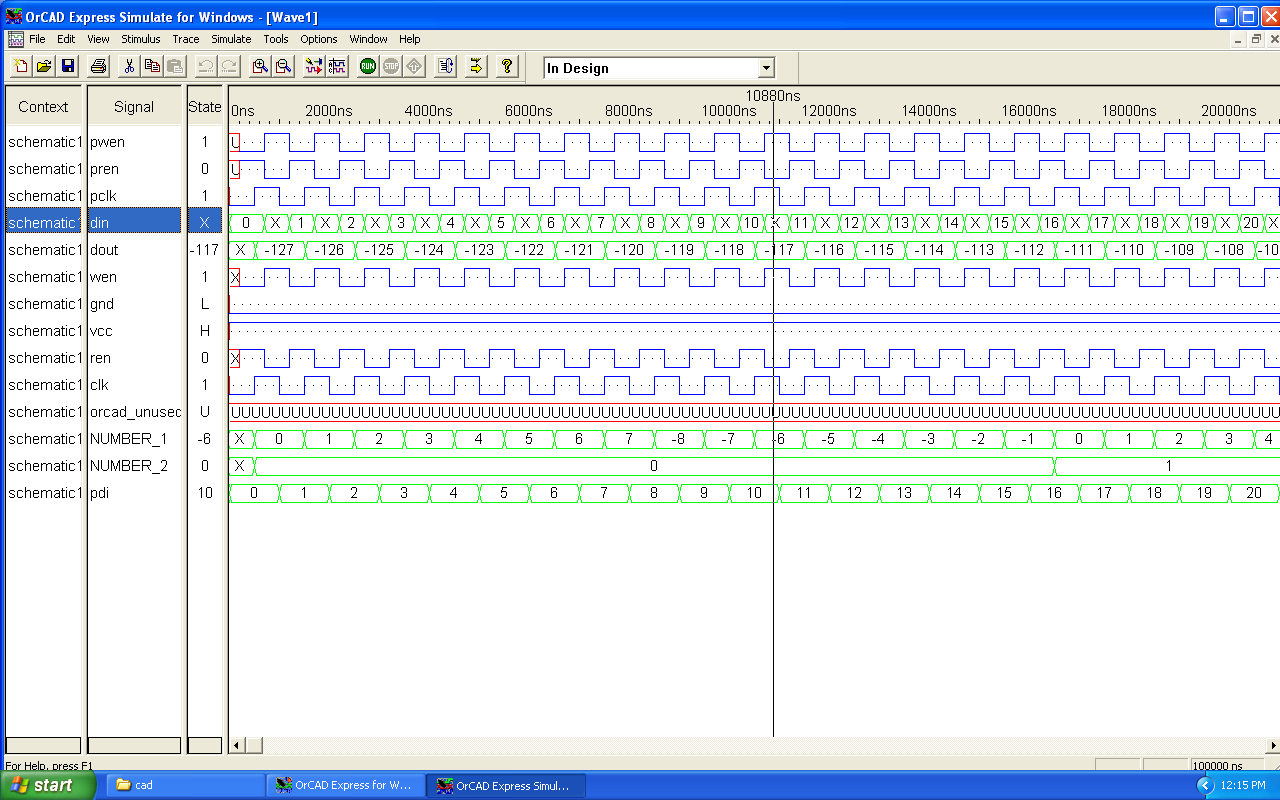 OrCAD Express Simulate for Windows - [Wave1]
File Edit View Stimulus Trace Simulate Tools Options Window Help
RUN STOP In Design
Context Signal State
10880ns
0ns 2000ns 4000ns 6000ns 8000ns 10000ns 12000ns 14000ns 16000ns 18000ns 20000ns
schematic1 pwen 1 U
schematic1 pren 0 U
schematic1 pclk 1
schematic1 din X 0 X 1 X 2 X 3 X 4 X 5 X 6 X 7 X 8 X 9 X 10 X 11 X 12 X 13 X 14 X 15 X 16 X 17 X 18 X 19 X 20 X
schematic1 dout -117 X -127 -126 -125 -124 -123 -122 -121 -120 -119 -118 -117 -116 -115 -114 -113 -112 -111 -110 -109 -108 -10
schematic1 wen 1 X
schematic1 gnd L
schematic1 vcc H
schematic1 ren 0 X
schematic1 clk 1
schematic1 orcad_unused U
schematic1 NUMBER_1 -6 X 0 1 2 3 4 5 6 7 -8 -7 -6 -5 -4 -3 -2 -1 0 1 2 3 4
schematic1 NUMBER_2 0 X 0 1
schematic1 pdi 10 0 1 2 3 4 5 6 7 8 9 10 11 12 13 14 15 16 17 18 19 20
For Help, press F1
100000 ns
start cad OrCAD Express for W... OrCAD Express Simul... 12:15 PM